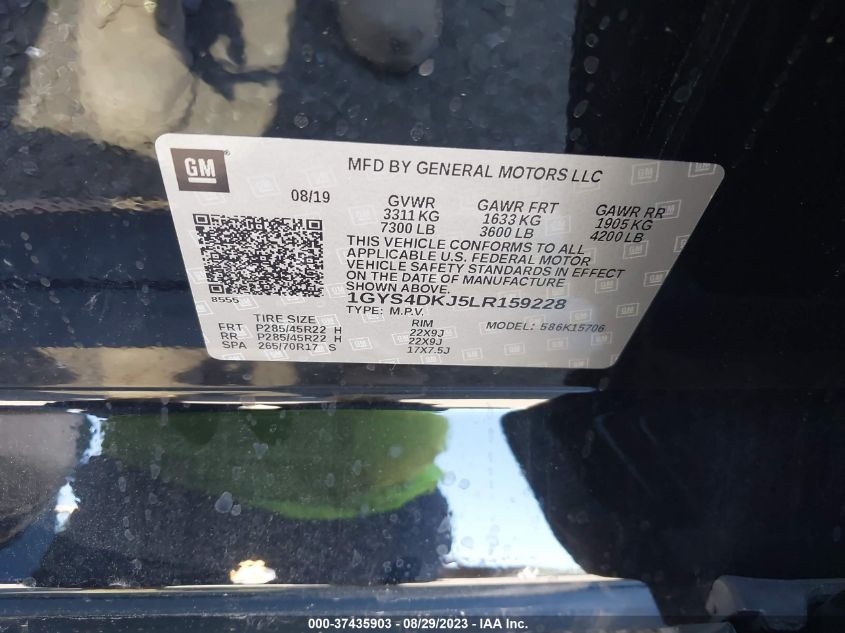 GM
MFD BY GENERAL MOTORS LLC
08/19
GVWR
3311 KG
7300 LB
GAWR FRT
1633 KG
3600 LB
GAWR RR
1905 KG
4200 LB
THIS VEHICLE CONFORMS TO ALL
APPLICABLE U.S. FEDERAL MOTOR
VEHICLE SAFETY STANDARDS IN EFFECT
ON THE DATE OF MANUFACTURE
SHOWN ABOVE.
8555
1GYS4DKJ5LR159228
TYPE: M.P.V.
MODEL: 586K15706
TIRE SIZE
RIM
FRT P285/45R22 H 22X9J
RR P285/45R22 H 22X9J
SPA 265/70R17 S 17X7.5J
000-37435903 - 08/29/2023 - IAA Inc.